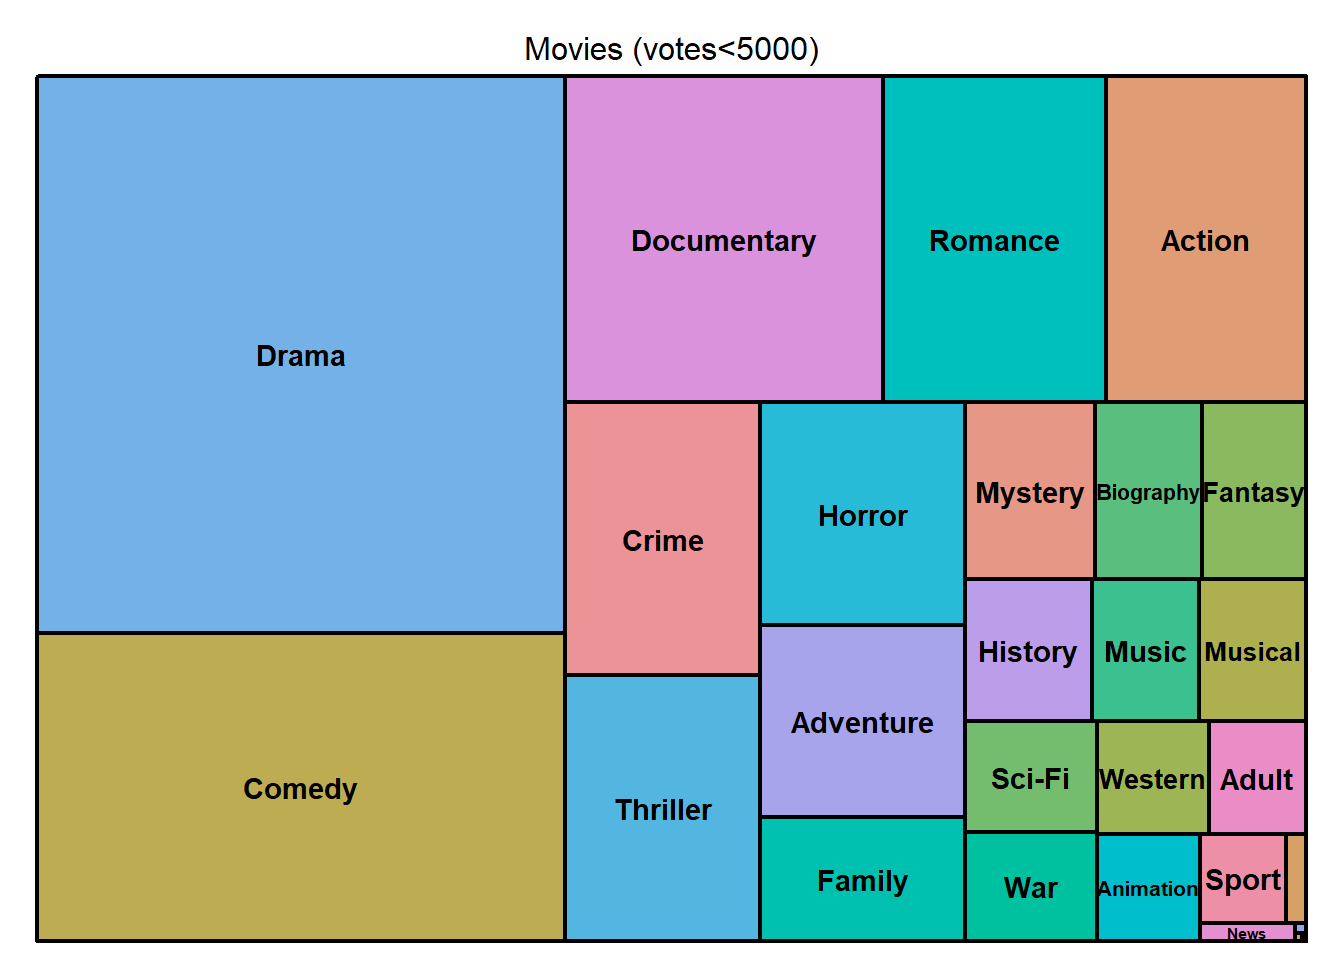 Movies (votes<5000)
Drama
Comedy
Documentary
Romance
Action
Crime
Thriller
Horror
Adventure
Family
Mystery
Biography
Fantasy
History
Music
Musical
Sci-Fi
Western
Adult
War
Animation
Sport
News